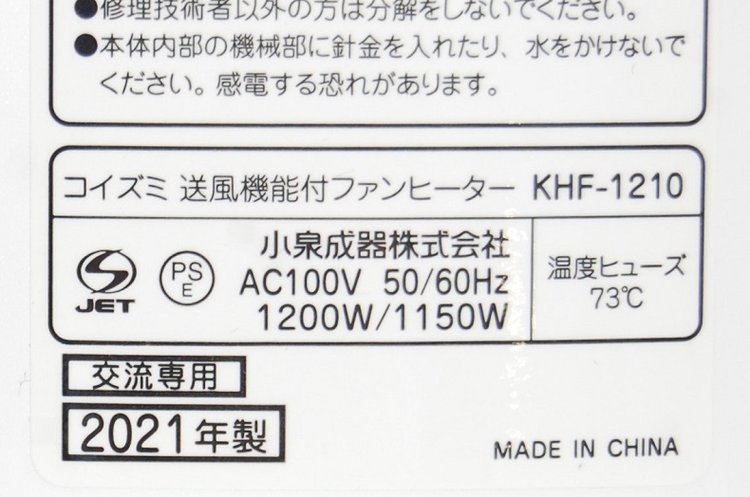 ●修理技術者以外の方は分解をしないでください。
●本体内部の機械部に針金を入れたり、水をかけないで
ください。感電する恐れがあります。
コイズミ 送風機能付ファンヒーター KHF-1210
JET
PS
E
小泉成器株式会社
AC100V 50/60Hz
1200W/1150W
温度ヒューズ
73℃
交流専用
2021年製
MADE IN CHINA